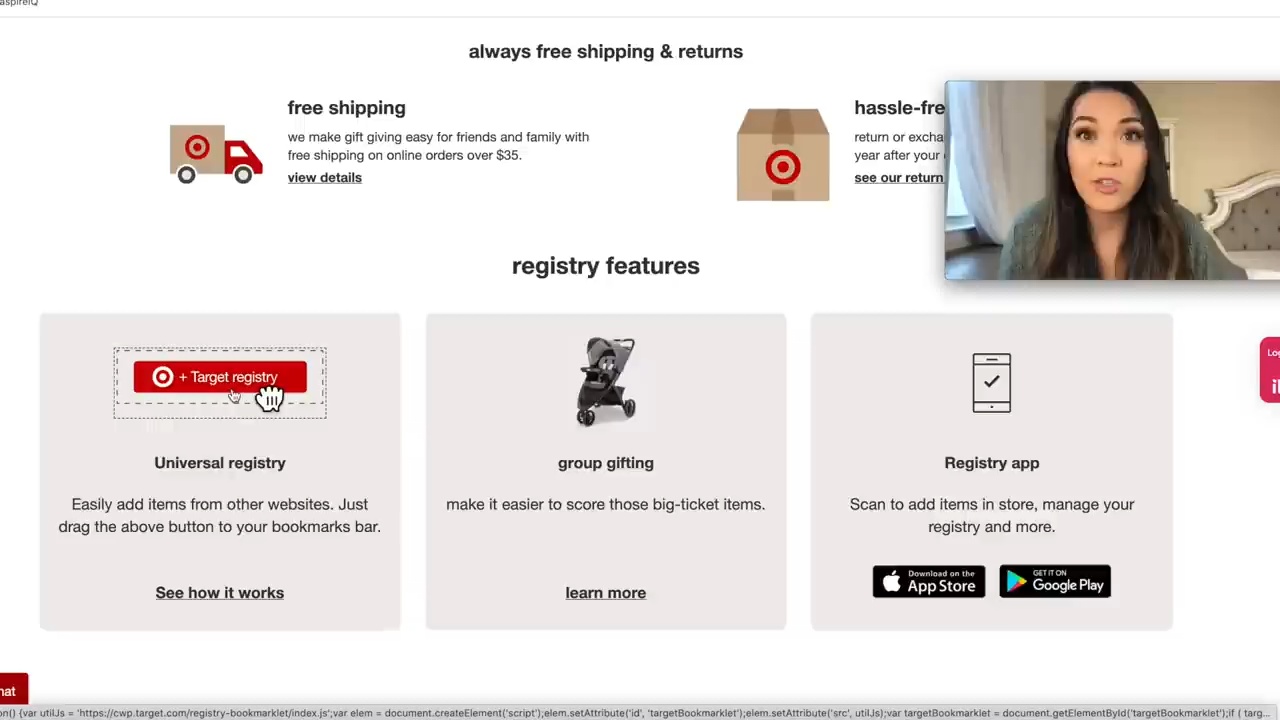 aspireIQ
always free shipping & returns
free shipping
we make gift giving easy for friends and family with
free shipping on online orders over $35.
view details
hassle-fre
return or excha
year after your
see our return
registry features
+ Target registry
Universal registry
Easily add items from other websites. Just
drag the above button to your bookmarks bar.
See how it works
group gifting
make it easier to score those big-ticket items.
learn more
Registry app
Scan to add items in store, manage your
registry and more.
Download on the
App Store
GET IT ON
Google Play
on() {var utilJs = 'https://cwp.target.com/registry-bookmarklet/index.js';var elem = document.createElement('script');elem.setAttribute('id', 'targetBookmarklet');elem.setAttribute('src', utilJs);var targetBookmarklet = document.getElementById('targetBookmarklet');if ( targ...